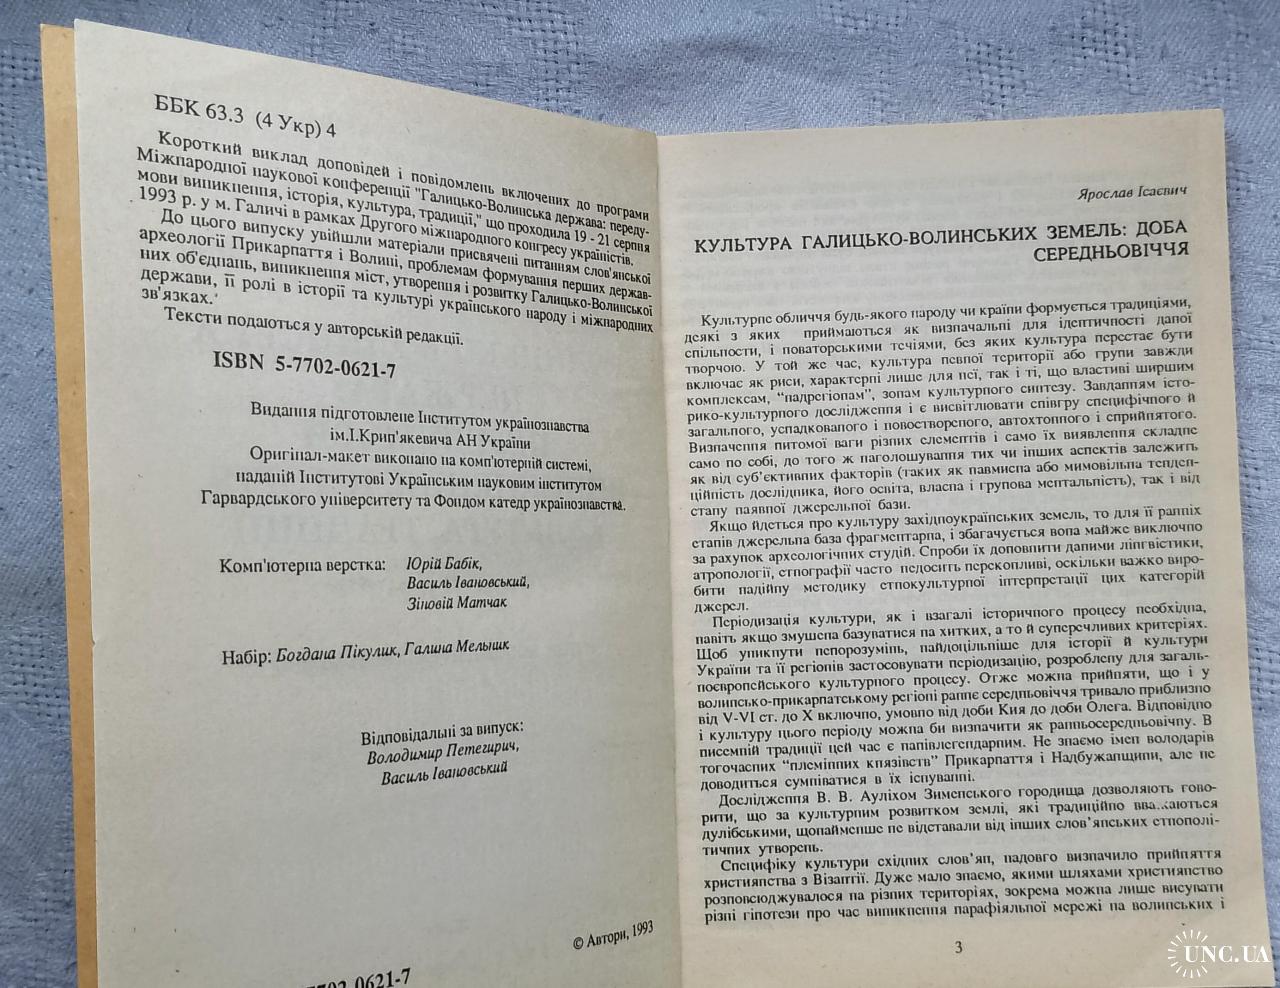 ББК 63.3 (4 Укр) 4
Короткий виклад доповідей і повідомлень включених до програми
Міжнародної наукової конференції "Галицько-Волинська держава: переду-
мови виникнення, історія, культура, традиції," що проходила 19 - 21 серпня
1993 р. у м. Галичі в рамках Другого міжнародного конгресу україністів.
До цього випуску увійшли матеріали присвячені питанням слов'янської
археології Прикарпаття і Волині, проблемам формування перших держав-
них об'єднань, виникнення міст, утворення і розвитку Галицько-Волинської
держави, її ролі в історії та культурі українського народу і міжнародних
зв'язках.
Тексти подаються у авторській редакції.
ISBN 5-7702-0621-7
Видання підготовлене Інститутом українознавства
ім.І.Крип'якевича АН України
Оригінал-макет виконано на комп'ютерній системі,
наданій Інститутові Українським науковим інститутом
Гарвардського університету та Фондом катедр українознавства.
Комп'ютерна верстка: Юрій Бабік,
Василь Івановський,
Зіновій Матчак
Набір: Богдана Пікулик, Галина Мельник
Відповідальні за випуск:
Володимир Петегирич,
Василь Івановський
© Автори, 1993
7702-0621-7
Ярослав Ісаєвич
КУЛЬТУРА ГАЛИЦЬКО-ВОЛИНСЬКИХ ЗЕМЕЛЬ: ДОБА
СЕРЕДНЬОВІЧЧЯ
Культурне обличчя будь-якого народу чи країни формується традиціями,
деякі з яких приймаються як визначальні для ідентичності даної
спільності, і новаторськими течіями, без яких культура перестає бути
творчою. У той же час, культура певної території або групи завжди
включає як риси, характерні лише для неї, так і ті, що властиві ширшим
комплексам, "надрегіонам", зонам культурного синтезу. Завданням істо-
рико-культурного дослідження і є висвітлювати співгру специфічного й
загального, успадкованого і новоствореного, автохтонного і сприйнятого.
Визначення питомої ваги різних елементів і само їх виявлення складне
само по собі, до того ж наголошування тих чи інших аспектів залежить
як від суб'єктивних факторів (таких як навмисна або мимовільна тенден-
ційність дослідника, його освіта, власна і групова ментальність), так і від
стану наявної джерельної бази.
Якщо йдеться про культуру західноукраїнських земель, то для її ранніх
етапів джерельна база фрагментарна, і збагачується вона майже виключно
за рахунок археологічних студій. Спроби їх доповнити даними лінгвістики,
атропології, етнографії часто недосить переконливі, оскільки важко виро-
бити надійну методику етнокультурної інтерпретації цих категорій
джерел.
Періодизація культури, як і взагалі історичного процесу необхідна,
навіть якщо змушена базуватися на хитких, а то й суперечливих критеріях.
Щоб уникнути непорозумінь, найдоцільніше для історії й культури
України та її регіонів застосовувати періодизацію, розроблену для загаль-
ноєвропейського культурного процесу. Отже можна прийняти, що і у
волинсько-прикарпатському регіоні раннє середньовіччя тривало приблизно
від V-VI ст. до X включно, умовно від доби Кия до доби Олега. Відповідно
і культуру цього періоду можна би визначити як ранньосередньовічну. В
писемній традиції цей час є напівлегендарним. Не знаємо імен володарів
тогочасних "племінних князівств" Прикарпаття і Надбужанщини, але не
доводиться сумніватися в їх існуванні.
Дослідження В. В. Ауліхом Зименського городища дозволяють гово-
рити, що за культурним розвитком землі, які традиційно вважаються
дулібськими, щонайменше не відставали від інших слов'янських етнополі-
тичних утворень.
Специфіку культури східних слов'ян, надовго визначило прийняття
християнства з Візантії. Дуже мало знаємо, якими шляхами християнство
розповсюджувалося на різних територіях, зокрема можна лише висувати
різні гіпотези про час виникнення парафіяльної мережі на волинських і
3
UNC.UA